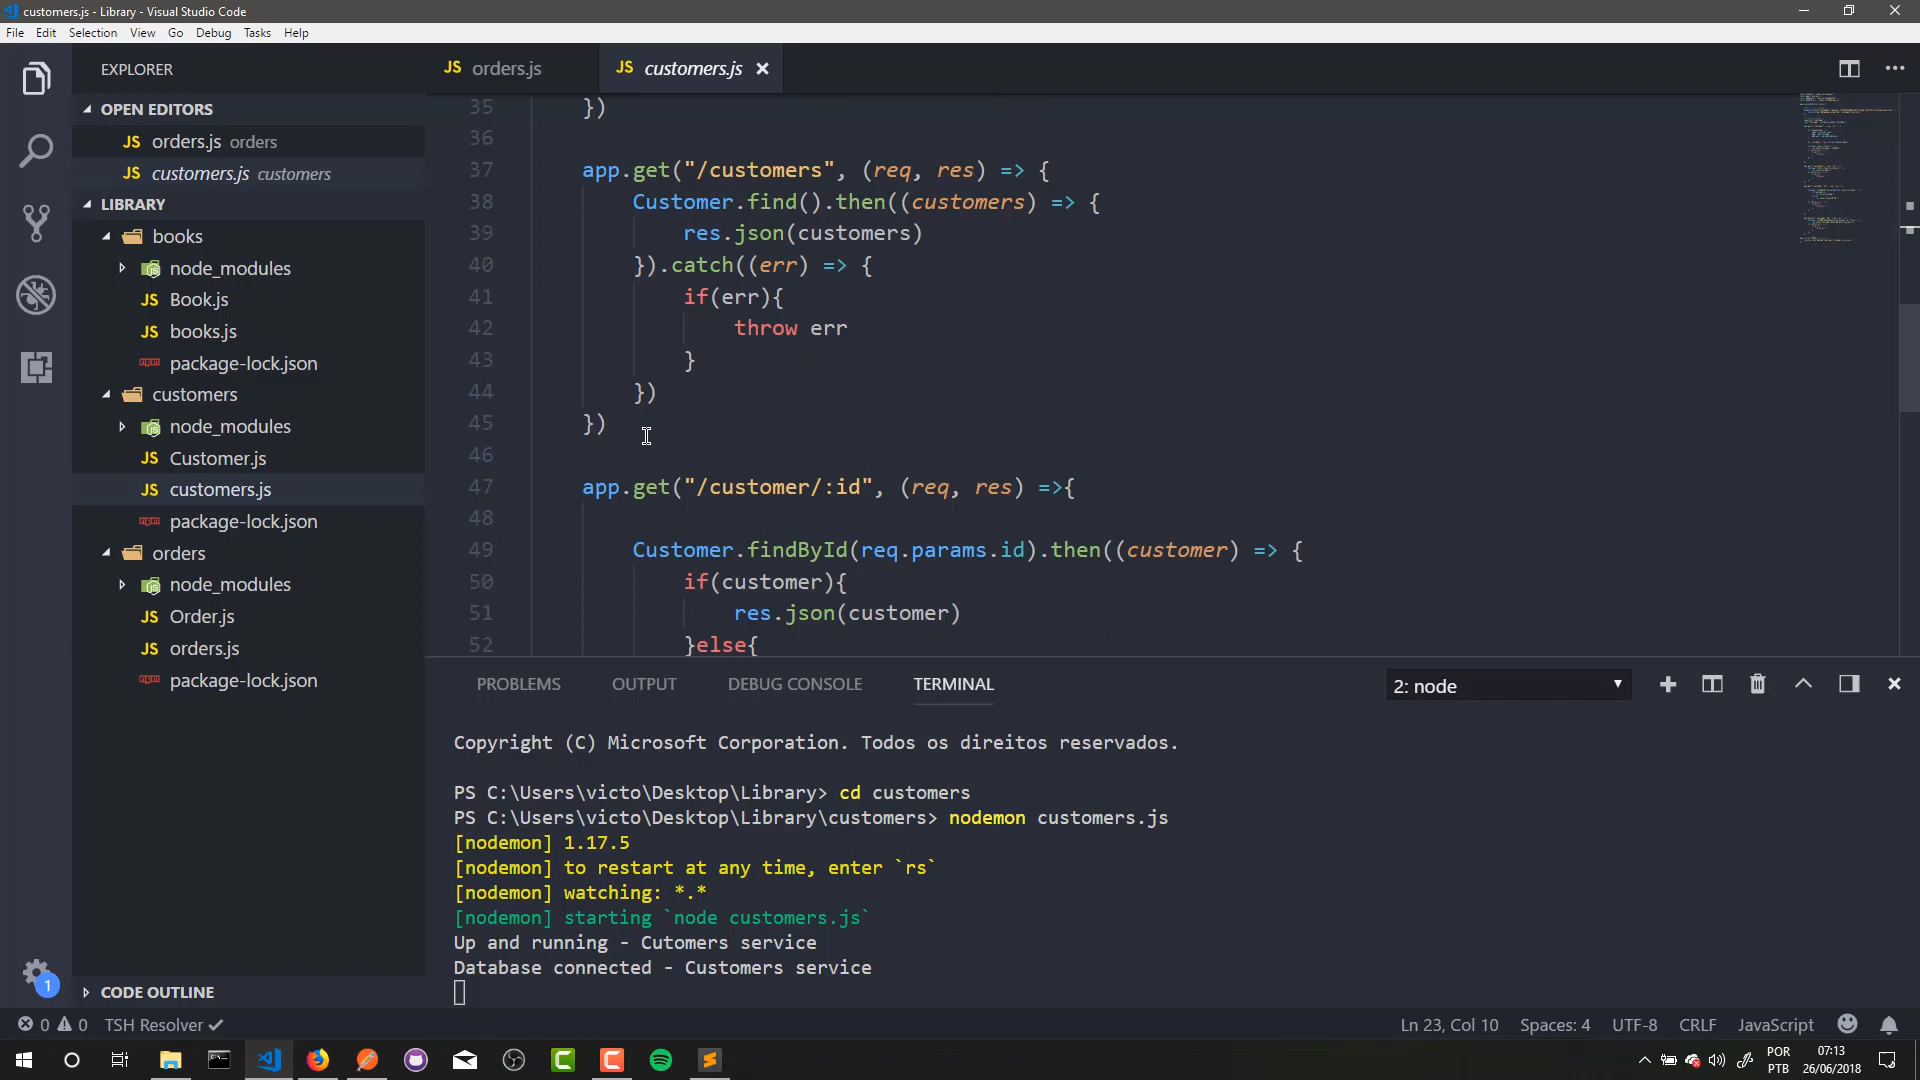 customers.js - Library - Visual Studio Code
File Edit Selection View Go Debug Tasks Help
EXPLORER
OPEN EDITORS
JS orders.js orders
JS customers.js customers
LIBRARY
books
node_modules
JS Book.js
JS books.js
package-lock.json
customers
node_modules
JS Customer.js
JS customers.js
package-lock.json
orders
node_modules
JS Order.js
JS orders.js
package-lock.json
CODE OUTLINE
JS orders.js
JS customers.js
35 })
36
37 app.get("/customers", (req, res) => {
38 Customer.find().then((customers) => {
39 res.json(customers)
40 }).catch((err) => {
41 if(err){
42 throw err
43 }
44 })
45 })
46
47 app.get("/customer/:id", (req, res) =>{
48
49 Customer.findById(req.params.id).then((customer) => {
50 if(customer){
51 res.json(customer)
52 }else{
PROBLEMS OUTPUT DEBUG CONSOLE TERMINAL 2: node
Copyright (C) Microsoft Corporation. Todos os direitos reservados.
PS C:\Users\victo\Desktop\Library> cd customers
PS C:\Users\victo\Desktop\Library\customers> nodemon customers.js
[nodemon] 1.17.5
[nodemon] to restart at any time, enter `rs`
[nodemon] watching: *.*
[nodemon] starting `node customers.js`
Up and running - Cutomers service
Database connected - Customers service
1
0 0 TSH Resolver Ln 23, Col 10 Spaces: 4 UTF-8 CRLF JavaScript
POR
PTB
07:13
26/06/2018